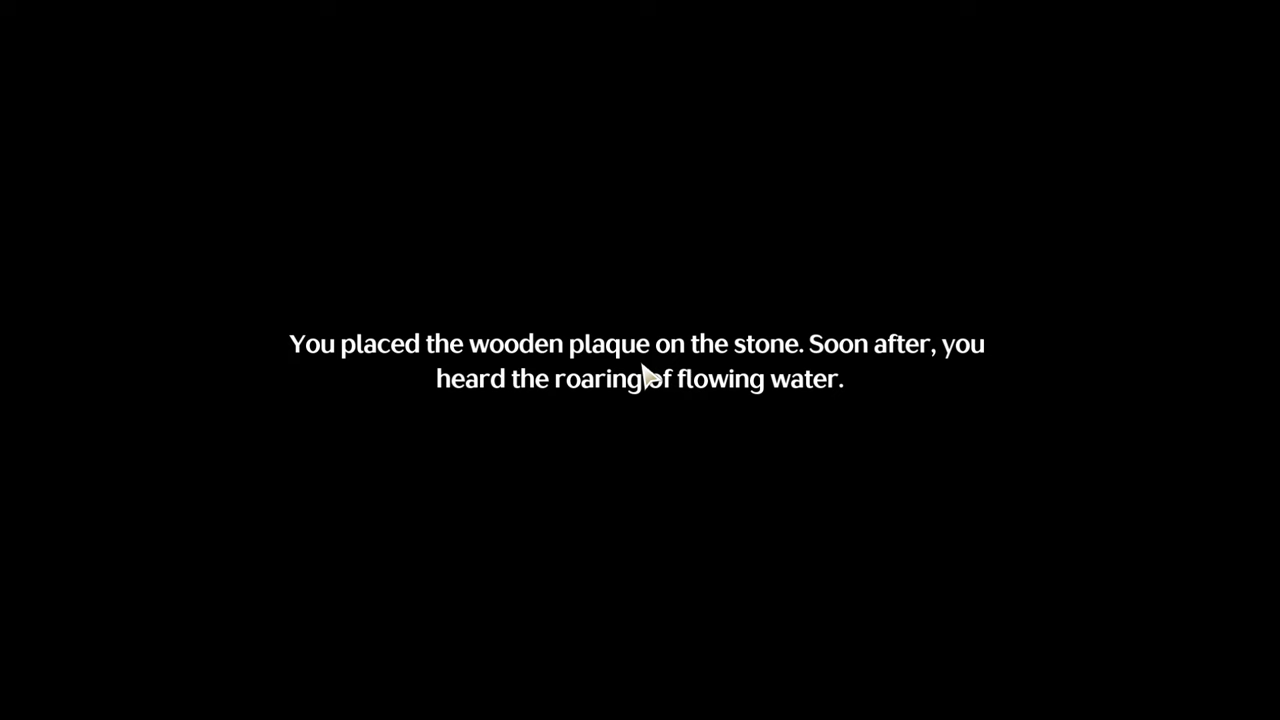 You placed the wooden plaque on the stone. Soon after, you
heard the roaring of flowing water.